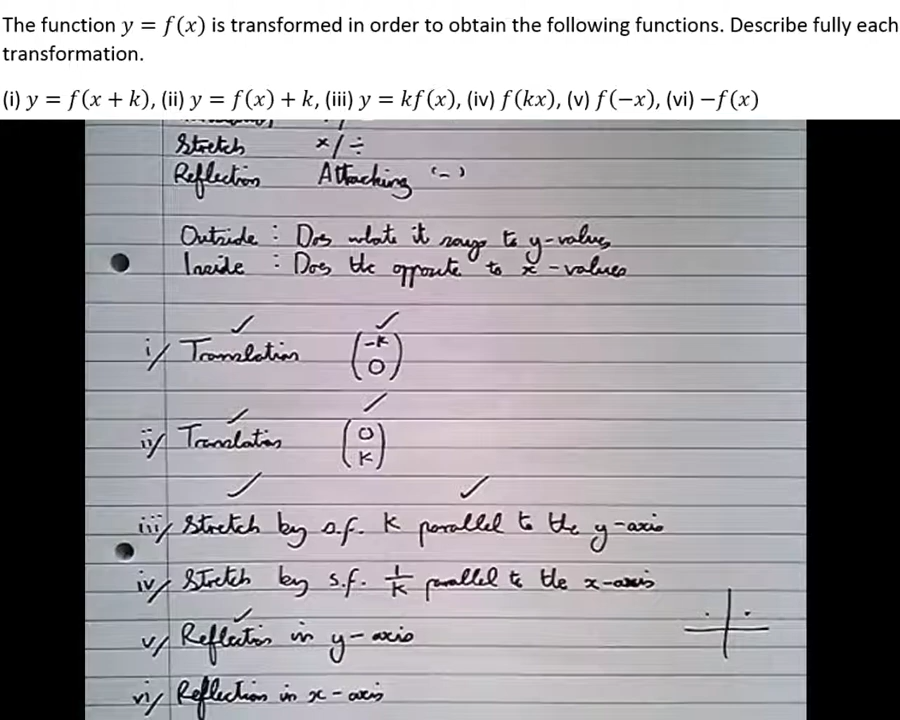 The function y = f(x) is transformed in order to obtain the following functions. Describe fully each
transformation.
(i) y = f(x + k), (ii) y = f(x) + k, (iii) y = kf(x), (iv) f(kx), (v) f(−x), (vi) −f(x)
Stretch ×/÷
Reflection Attaching (-)
Outside : Does what it says to y-values
Inside : Does the opposite to x-values
i/ Translation (-k 0)
ii/ Translation (0 k)
iii/ Stretch by s.f. k parallel to the y-axis
iv/ Stretch by s.f. 1/k parallel to the x-axis
v/ Reflection in y-axis
vi/ Reflection in x-axis